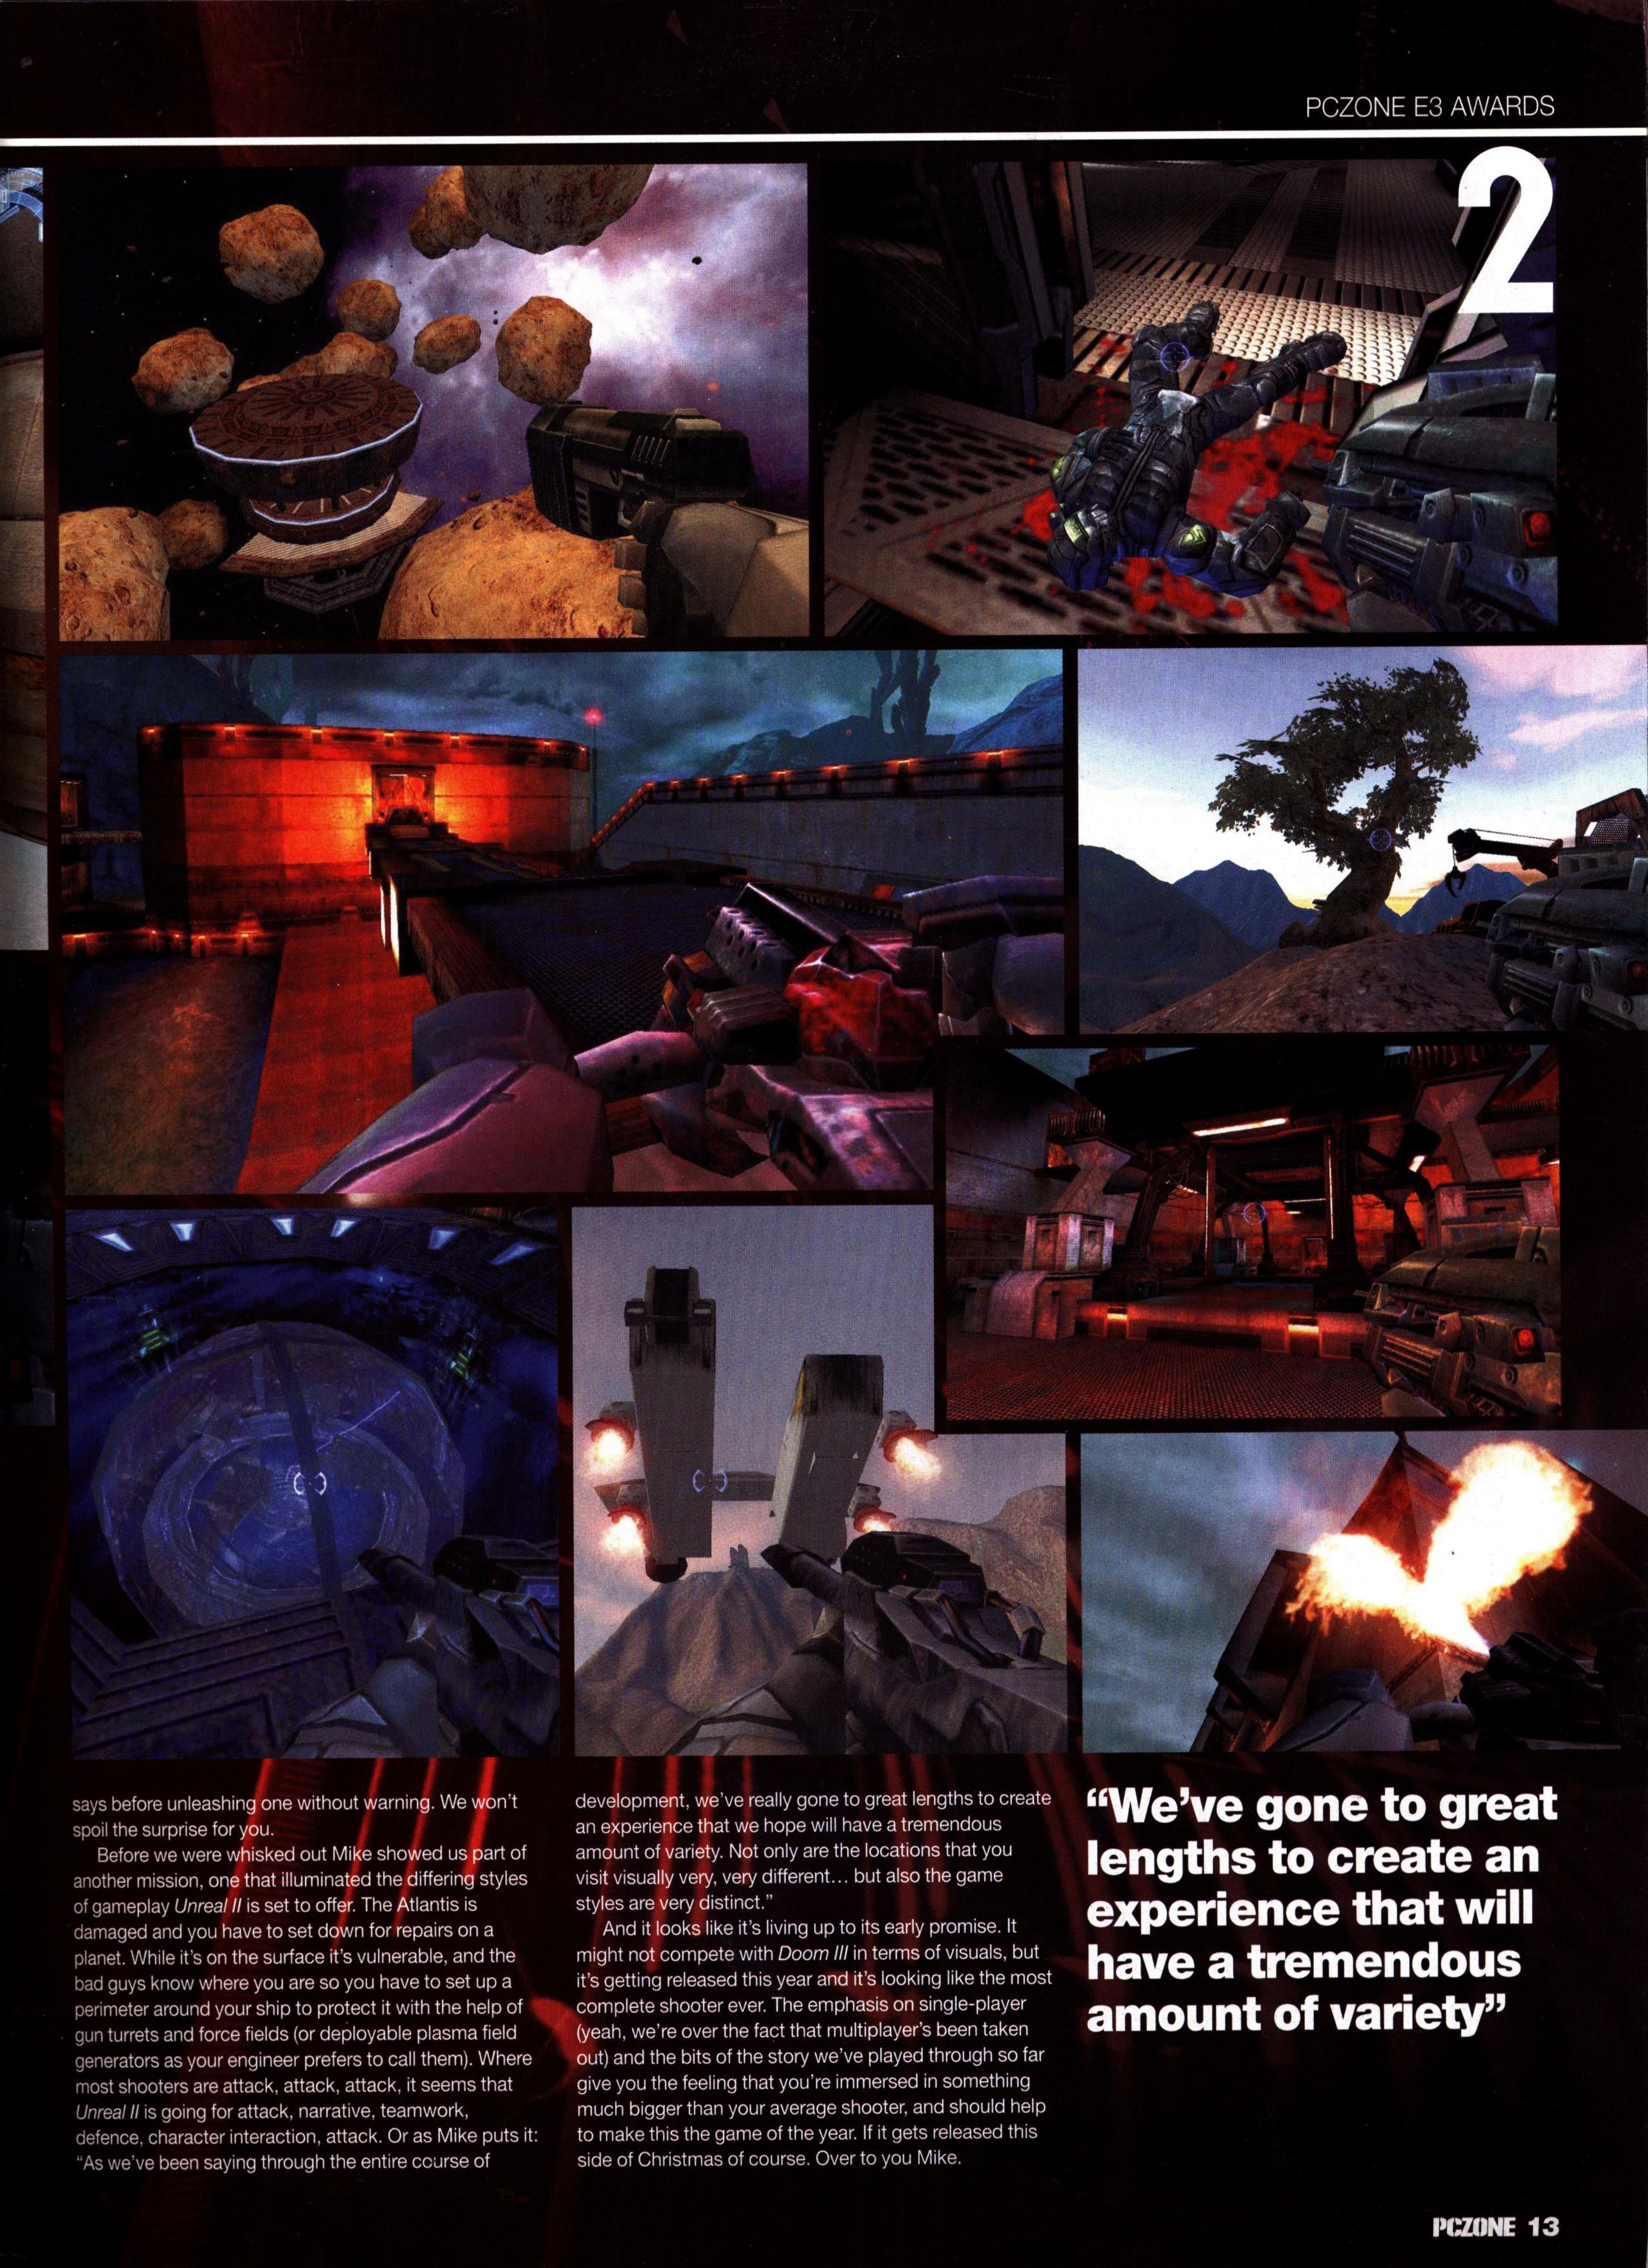 PCZONE E3 AWARDS
2
says before unleashing one without warning. We won't
spoil the surprise for you.
Before we were whisked out Mike showed us part of
another mission, one that illuminated the differing styles
of gameplay Unreal II is set to offer. The Atlantis is
damaged and you have to set down for repairs on a
planet. While it's on the surface it's vulnerable, and the
bad guys know where you are so you have to set up a
perimeter around your ship to protect it with the help of
gun turrets and force fields (or deployable plasma field
generators as your engineer prefers to call them). Where
most shooters are attack, attack, attack, it seems that
Unreal II is going for attack, narrative, teamwork,
defence, character interaction, attack. Or as Mike puts it:
“As we've been saying through the entire course of
development, we've really gone to great lengths to create
an experience that we hope will have a tremendous
amount of variety. Not only are the locations that you
visit visually very, very different... but also the game
styles are very distinct.”
And it looks like it's living up to its early promise. It
might not compete with Doom III in terms of visuals, but
it's getting released this year and it's looking like the most
complete shooter ever. The emphasis on single-player
(yeah, we're over the fact that multiplayer's been taken
out) and the bits of the story we've played through so far
give you the feeling that you're immersed in something
much bigger than your average shooter, and should help
to make this the game of the year. If it gets released this
side of Christmas of course. Over to you Mike.
“We've gone to great
lengths to create an
experience that will
have a tremendous
amount of variety”
PCZONE 13